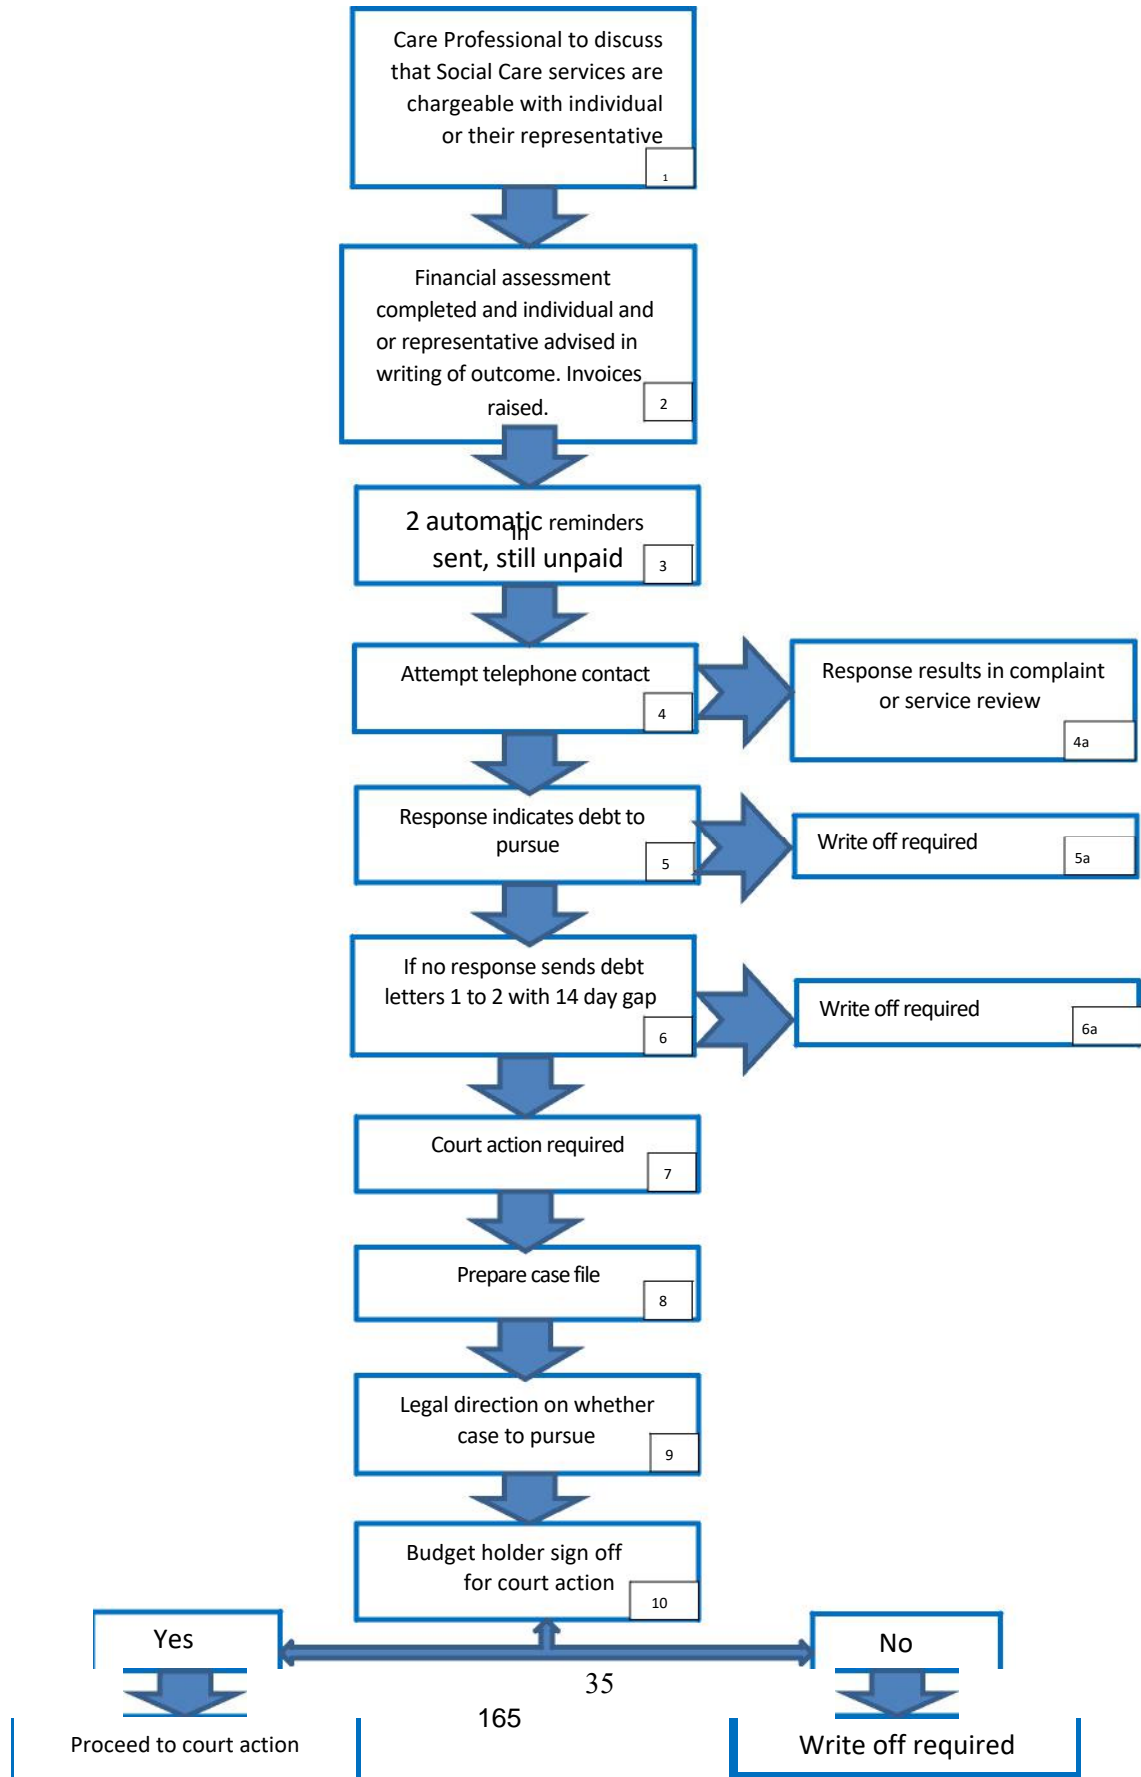 Care Professional to discuss
that Social Care services are
chargeable with individual
or their representative
1
Financial assessment
completed and individual and
or representative advised in
writing of outcome. Invoices
raised.
2
2 automatic reminders
In
sent, still unpaid
3
Attempt telephone contact
4
Response results in complaint
or service review
4a
Response indicates debt to
pursue
5
Write off required
5a
If no response sends debt
letters 1 to 2 with 14 day gap
6
Write off required
6a
Court action required
7
Prepare case file
8
Legal direction on whether
case to pursue
9
Budget holder sign off
for court action
10
Yes
No
35
165
Proceed to court action
Write off required